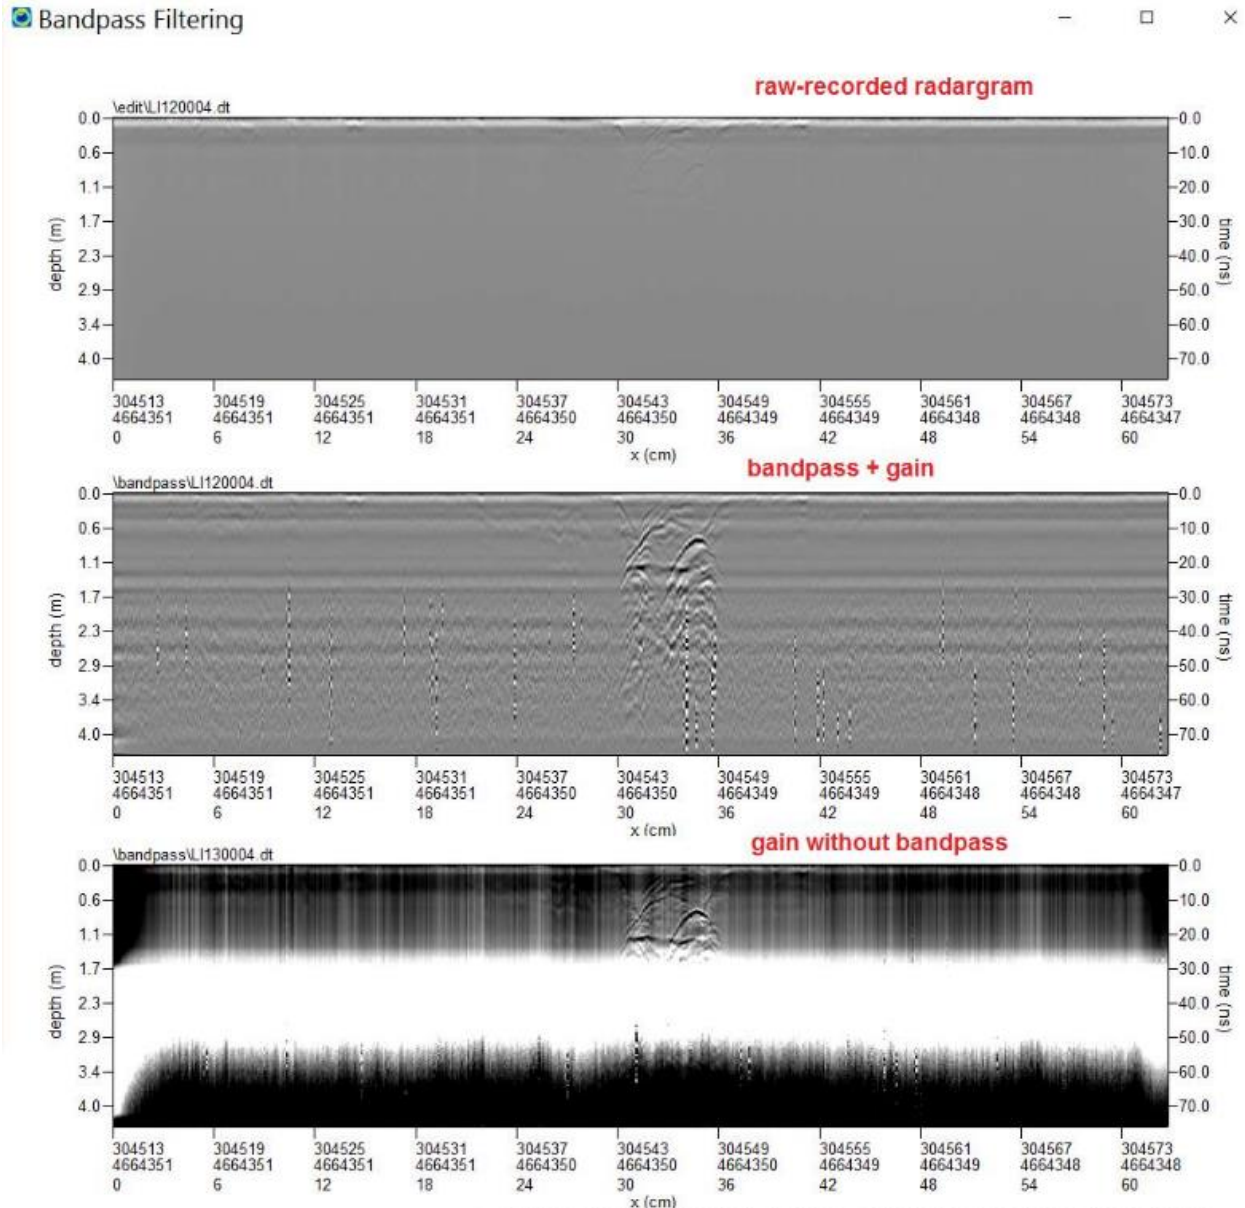 Bandpass Filtering
raw-recorded radargram
\edit\LI120004.dt
0.0 0.0
0.6 10.0
1.1 20.0
1.7 30.0
2.3 40.0
2.9 50.0
3.4 60.0
4.0 70.0
depth (m)
time (ns)
304513 304519 304525 304531 304537 304543 304549 304555 304561 304567 304573
4664351 4664351 4664351 4664351 4664350 4664350 4664349 4664349 4664348 4664348 4664347
0 6 12 18 24 30 36 42 48 54 60
x (cm)
bandpass + gain
\bandpass\LI120004.dt
0.0 0.0
0.6 10.0
1.1 20.0
1.7 30.0
2.3 40.0
2.9 50.0
3.4 60.0
4.0 70.0
depth (m)
time (ns)
304513 304519 304525 304531 304537 304543 304549 304555 304561 304567 304573
4664351 4664351 4664351 4664351 4664350 4664350 4664349 4664349 4664348 4664348 4664347
0 6 12 18 24 30 36 42 48 54 60
x (cm)
gain without bandpass
\bandpass\LI130004.dt
0.0 0.0
0.6 10.0
1.1 20.0
1.7 30.0
2.3 40.0
2.9 50.0
3.4 60.0
4.0 70.0
depth (m)
time (ns)
304513 304519 304525 304531 304537 304543 304549 304555 304561 304567 304573
4664351 4664351 4664351 4664351 4664350 4664350 4664350 4664349 4664349 4664348 4664348
0 6 12 18 24 30 36 42 48 54 60
x (cm)